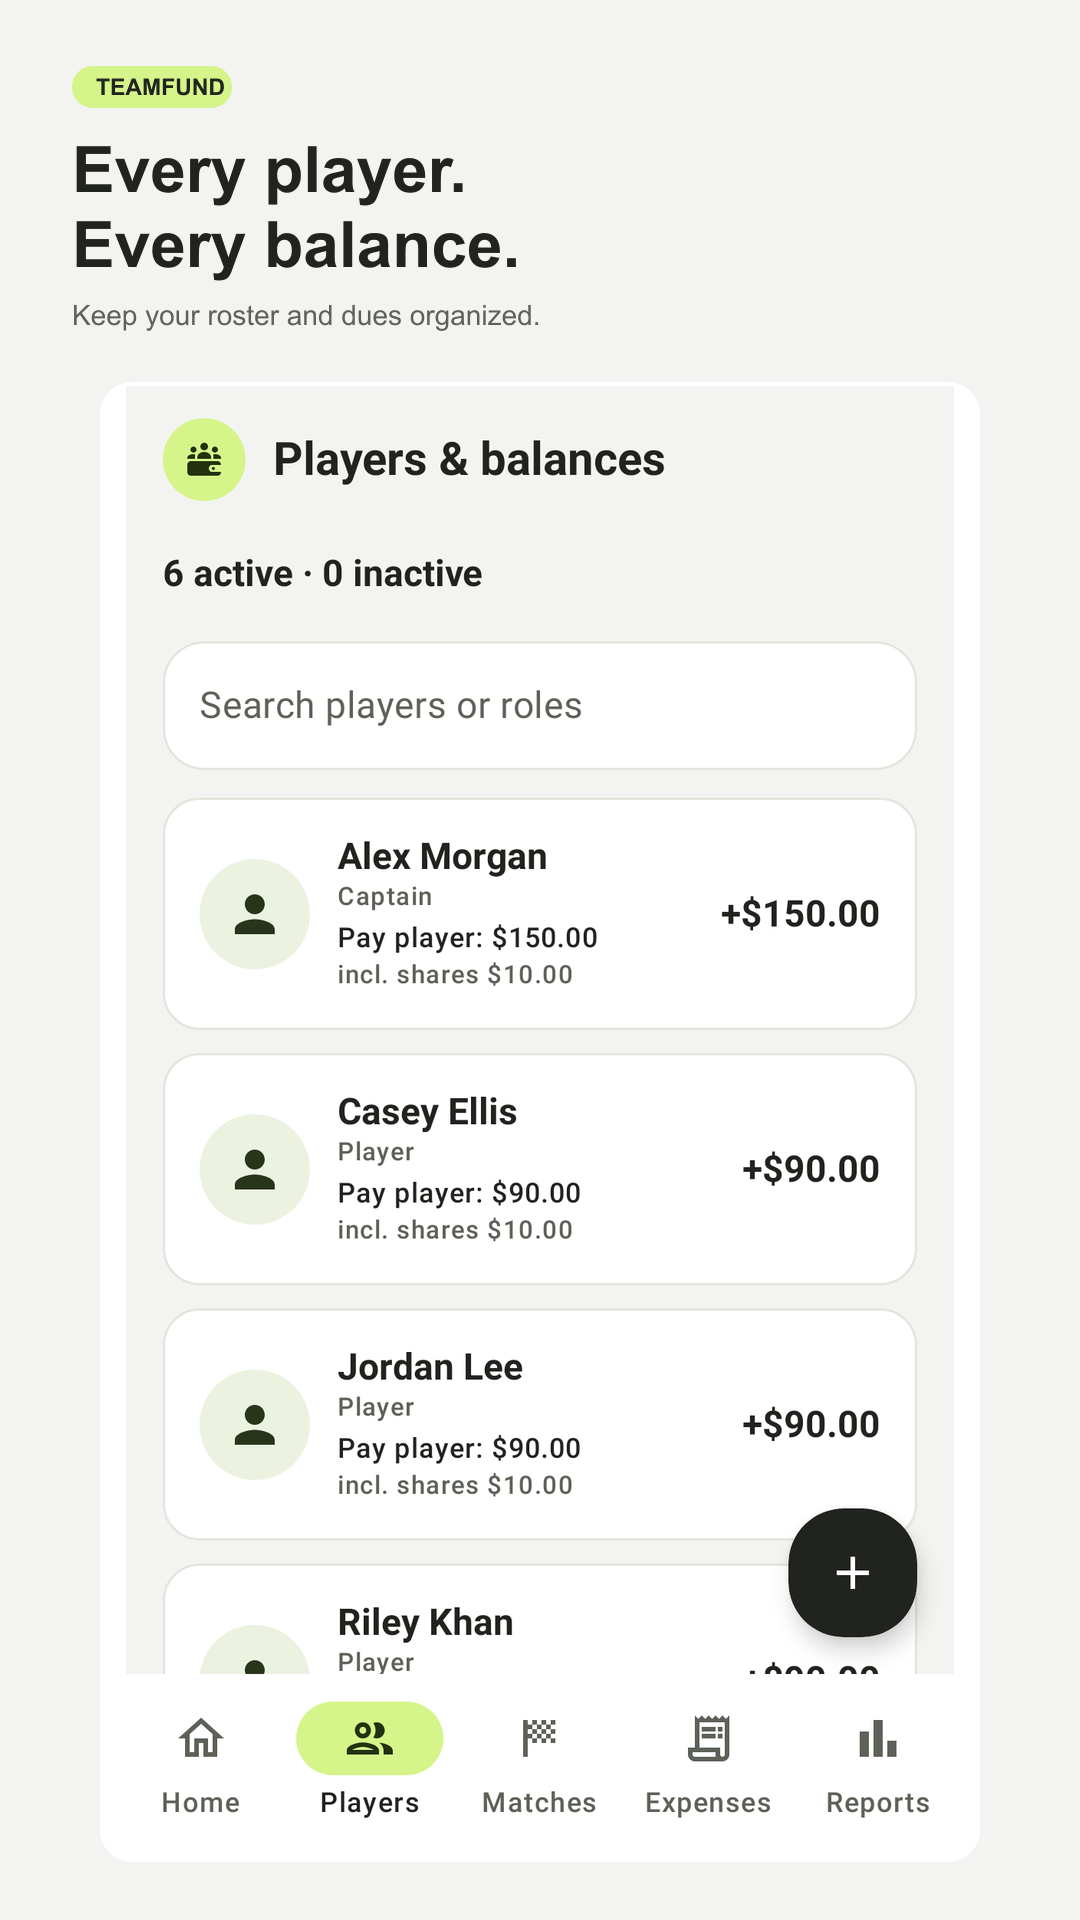 TEAMFUND
Every player.
Every balance.
Keep your roster and dues organized.
Players & balances
6 active · 0 inactive
Search players or roles
Alex Morgan
Captain
Pay player: $150.00
incl. shares $10.00
+$150.00
Casey Ellis
Player
Pay player: $90.00
incl. shares $10.00
+$90.00
Jordan Lee
Player
Pay player: $90.00
incl. shares $10.00
+$90.00
Riley Khan
Player
Home
Players
Matches
Expenses
Reports